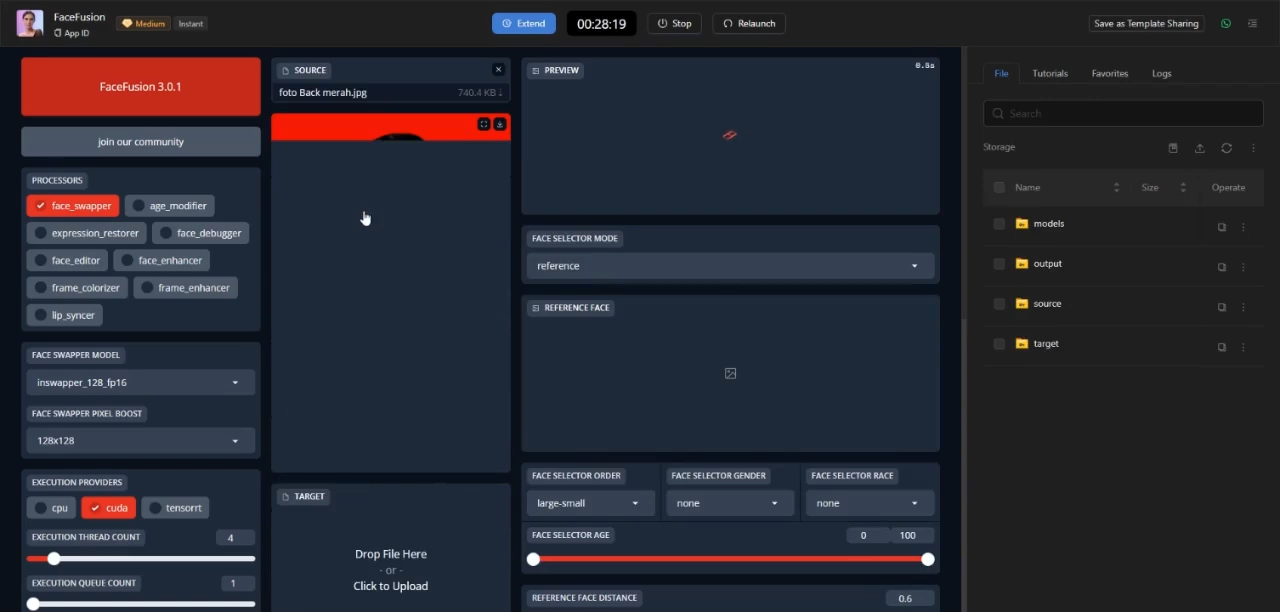 FaceFusion
App ID
Medium
Instant
Extend
00:28:19
Stop
Relaunch
Save as Template Sharing
FaceFusion 3.0.1
join our community
PROCESSORS
face_swapper
age_modifier
expression_restorer
face_debugger
face_editor
face_enhancer
frame_colorizer
frame_enhancer
lip_syncer
FACE SWAPPER MODEL
inswapper_128_fp16
FACE SWAPPER PIXEL BOOST
128x128
EXECUTION PROVIDERS
cpu
cuda
tensorrt
EXECUTION THREAD COUNT
4
EXECUTION QUEUE COUNT
1
SOURCE
foto Back merah.jpg
740.4 KB ↓
TARGET
Drop File Here
- or -
Click to Upload
PREVIEW
0.5s
FACE SELECTOR MODE
reference
REFERENCE FACE
FACE SELECTOR ORDER
large-small
FACE SELECTOR GENDER
none
FACE SELECTOR RACE
none
FACE SELECTOR AGE
0
100
REFERENCE FACE DISTANCE
0.6
File
Tutorials
Favorites
Logs
Search
Storage
Name
Size
Operate
models
output
source
target